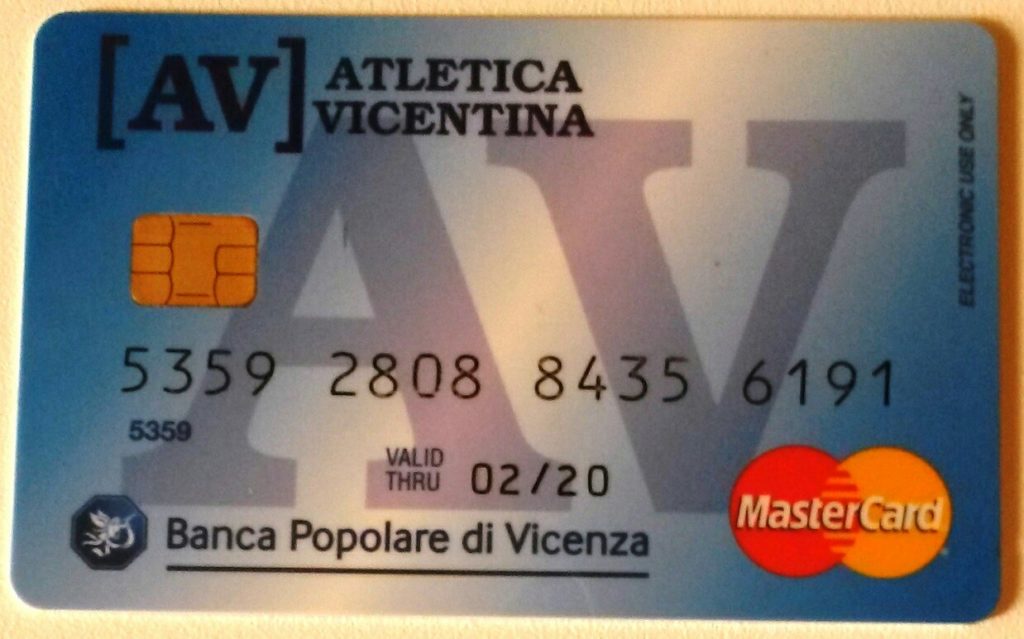 [AV] ATLETICA
VICENTINA
ELECTRONIC USE ONLY
5359 2808 8435 6191
5359
VALID
THRU 02/20
Banca Popolare di Vicenza
MasterCard
AV